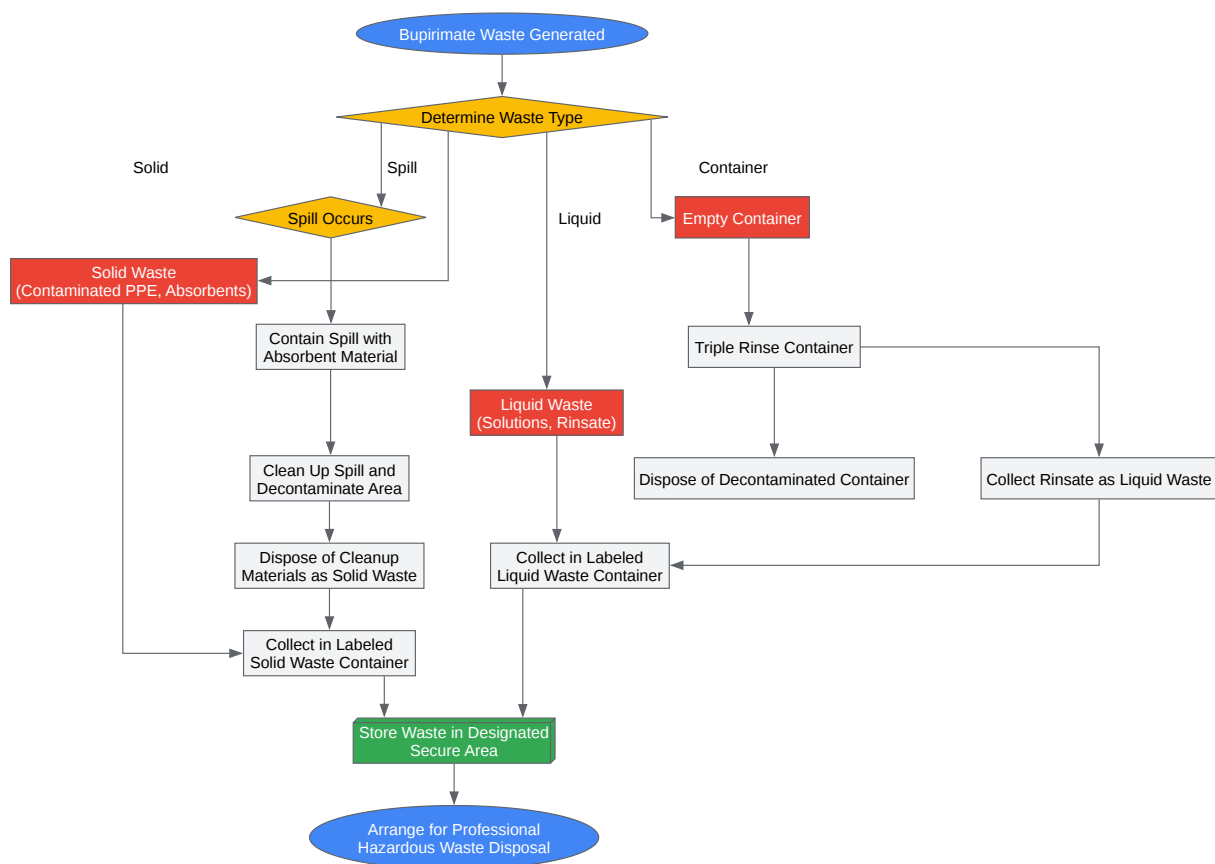 Bupirimate Waste Generated
Determine Waste Type
Solid
Spill
Container
Liquid
Spill Occurs
Empty Container
Solid Waste
(Contaminated PPE, Absorbents)
Contain Spill with
Absorbent Material
Triple Rinse Container
Liquid Waste
(Solutions, Rinsate)
Clean Up Spill and
Decontaminate Area
Dispose of Decontaminated Container
Collect Rinsate as Liquid Waste
Dispose of Cleanup
Materials as Solid Waste
Collect in Labeled
Liquid Waste Container
Collect in Labeled
Solid Waste Container
Store Waste in Designated
Secure Area
Arrange for Professional
Hazardous Waste Disposal